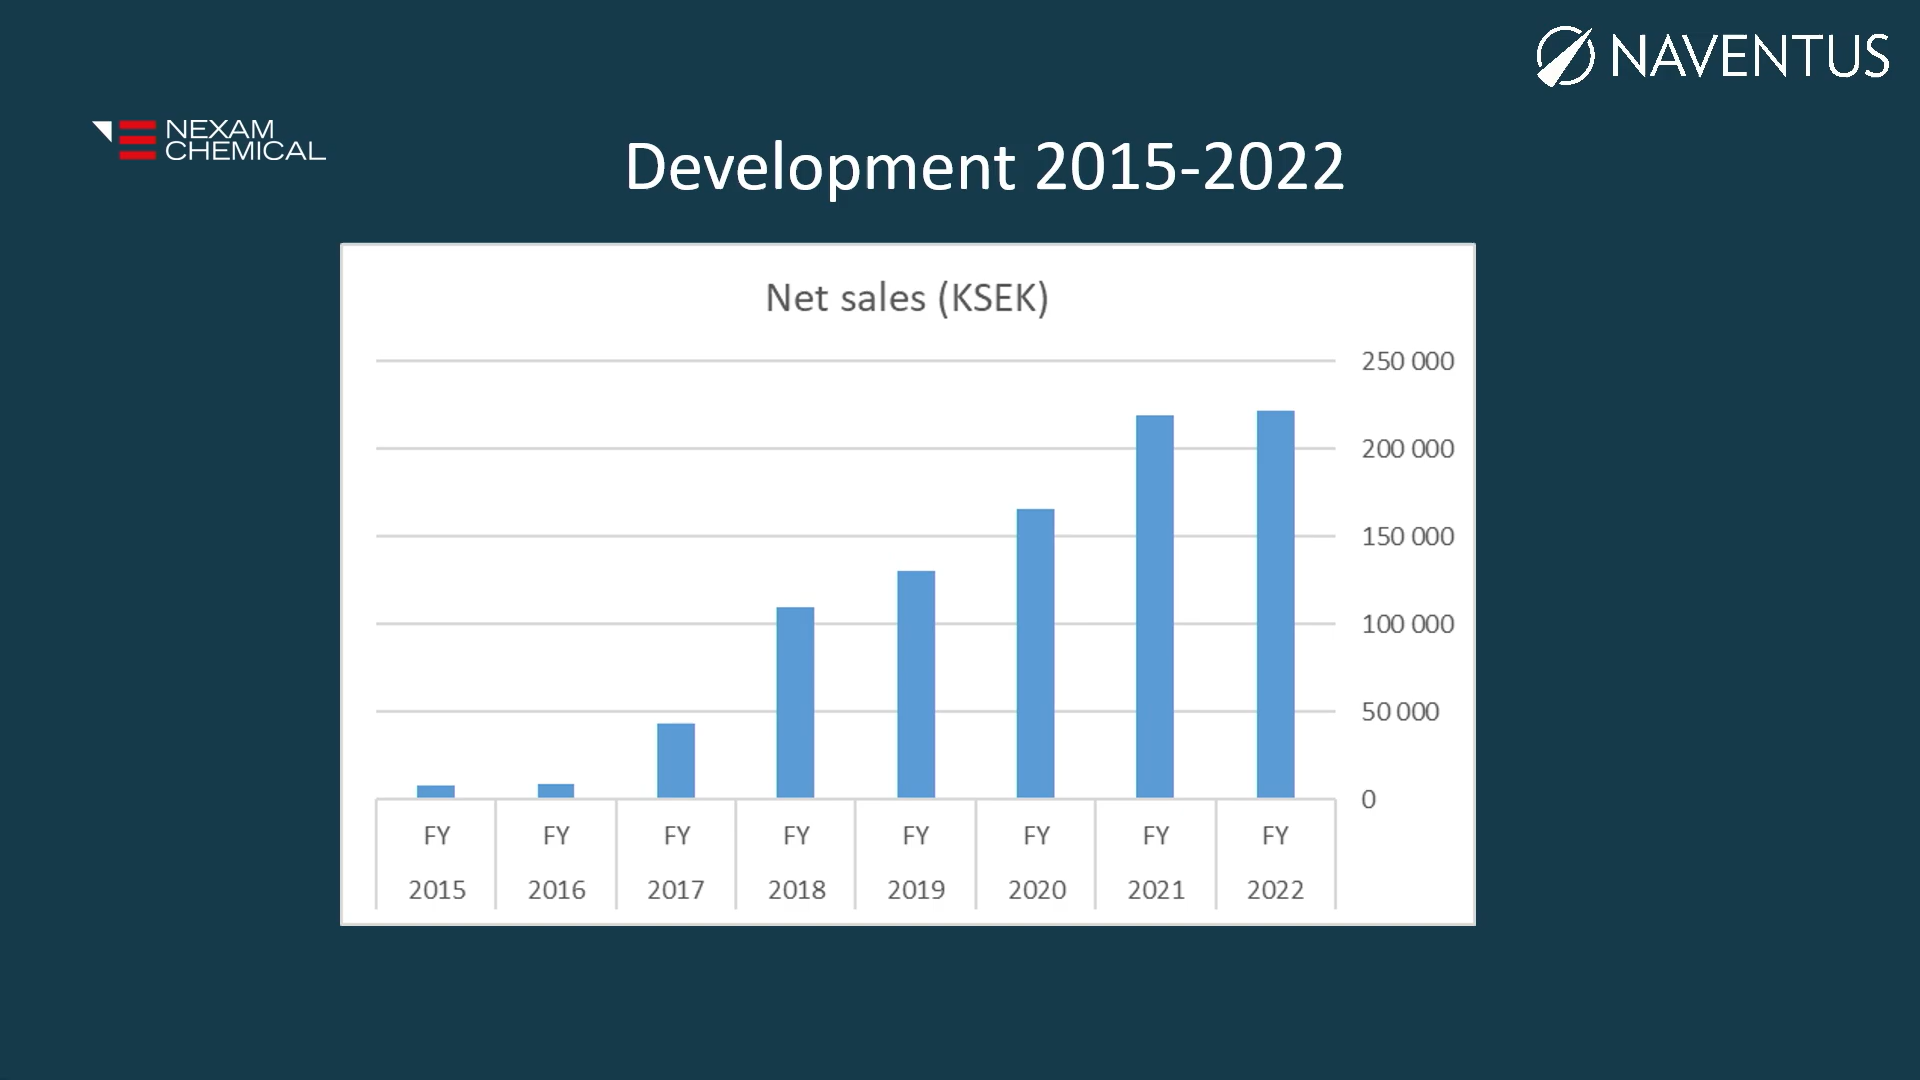 NAVENTUS
NEXAM
CHEMICAL
Development 2015-2022
Net sales (KSEK)
250 000
200 000
150 000
100 000
50 000
0
FY FY FY FY FY FY FY FY
2015 2016 2017 2018 2019 2020 2021 2022